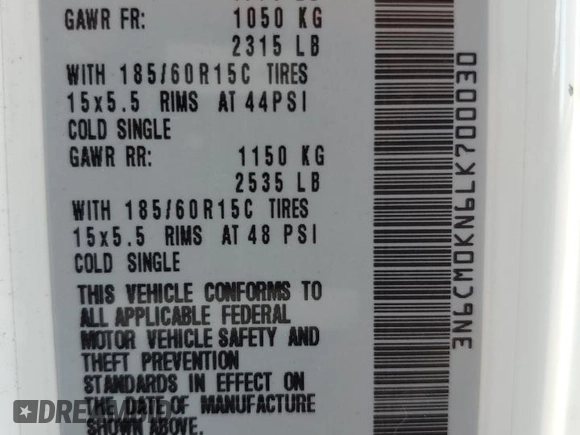 GAWR FR: 1050 KG
2315 LB
WITH 185/60R15C TIRES
15x5.5 RIMS AT 44PSI
COLD SINGLE
GAWR RR: 1150 KG
2535 LB
WITH 185/60R15C TIRES
15x5.5 RIMS AT 48 PSI
COLD SINGLE
THIS VEHICLE CONFORMS TO
ALL APPLICABLE FEDERAL
MOTOR VEHICLE SAFETY AND
THEFT PREVENTION
STANDARDS IN EFFECT ON
THE DATE OF MANUFACTURE
SHOWN ABOVE.
3N6CM0KN6LK700030